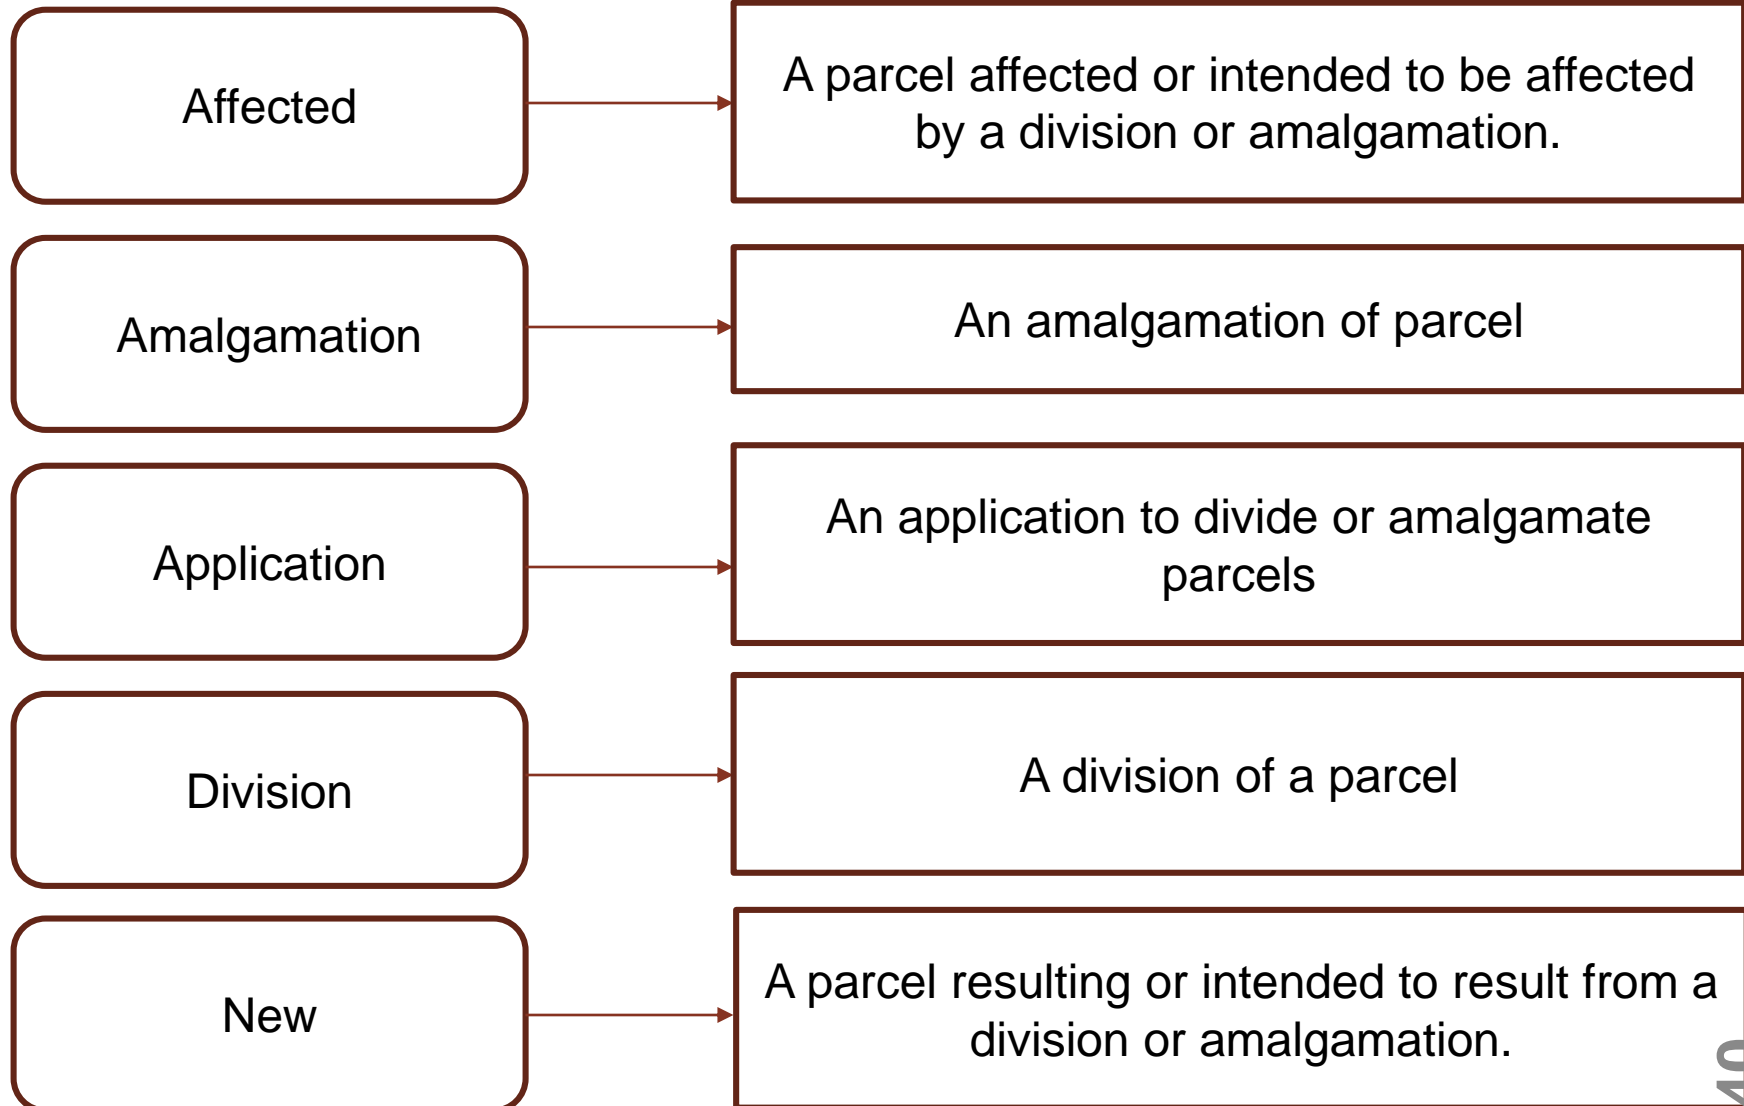 Affected
A parcel affected or intended to be affected
by a division or amalgamation.
Amalgamation
An amalgamation of parcel
Application
An application to divide or amalgamate
parcels
Division
A division of a parcel
New
A parcel resulting or intended to result from a
division or amalgamation.